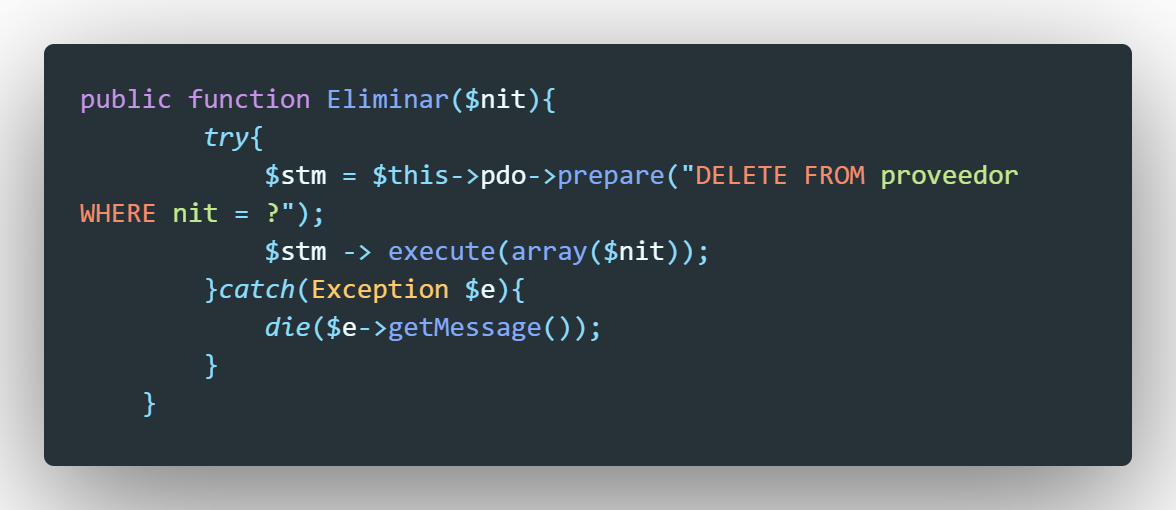 public function Eliminar($nit){
        try{
            $stm = $this->pdo->prepare("DELETE FROM proveedor
WHERE nit = ?");
            $stm -> execute(array($nit));
        }catch(Exception $e){
            die($e->getMessage());
        }
    }